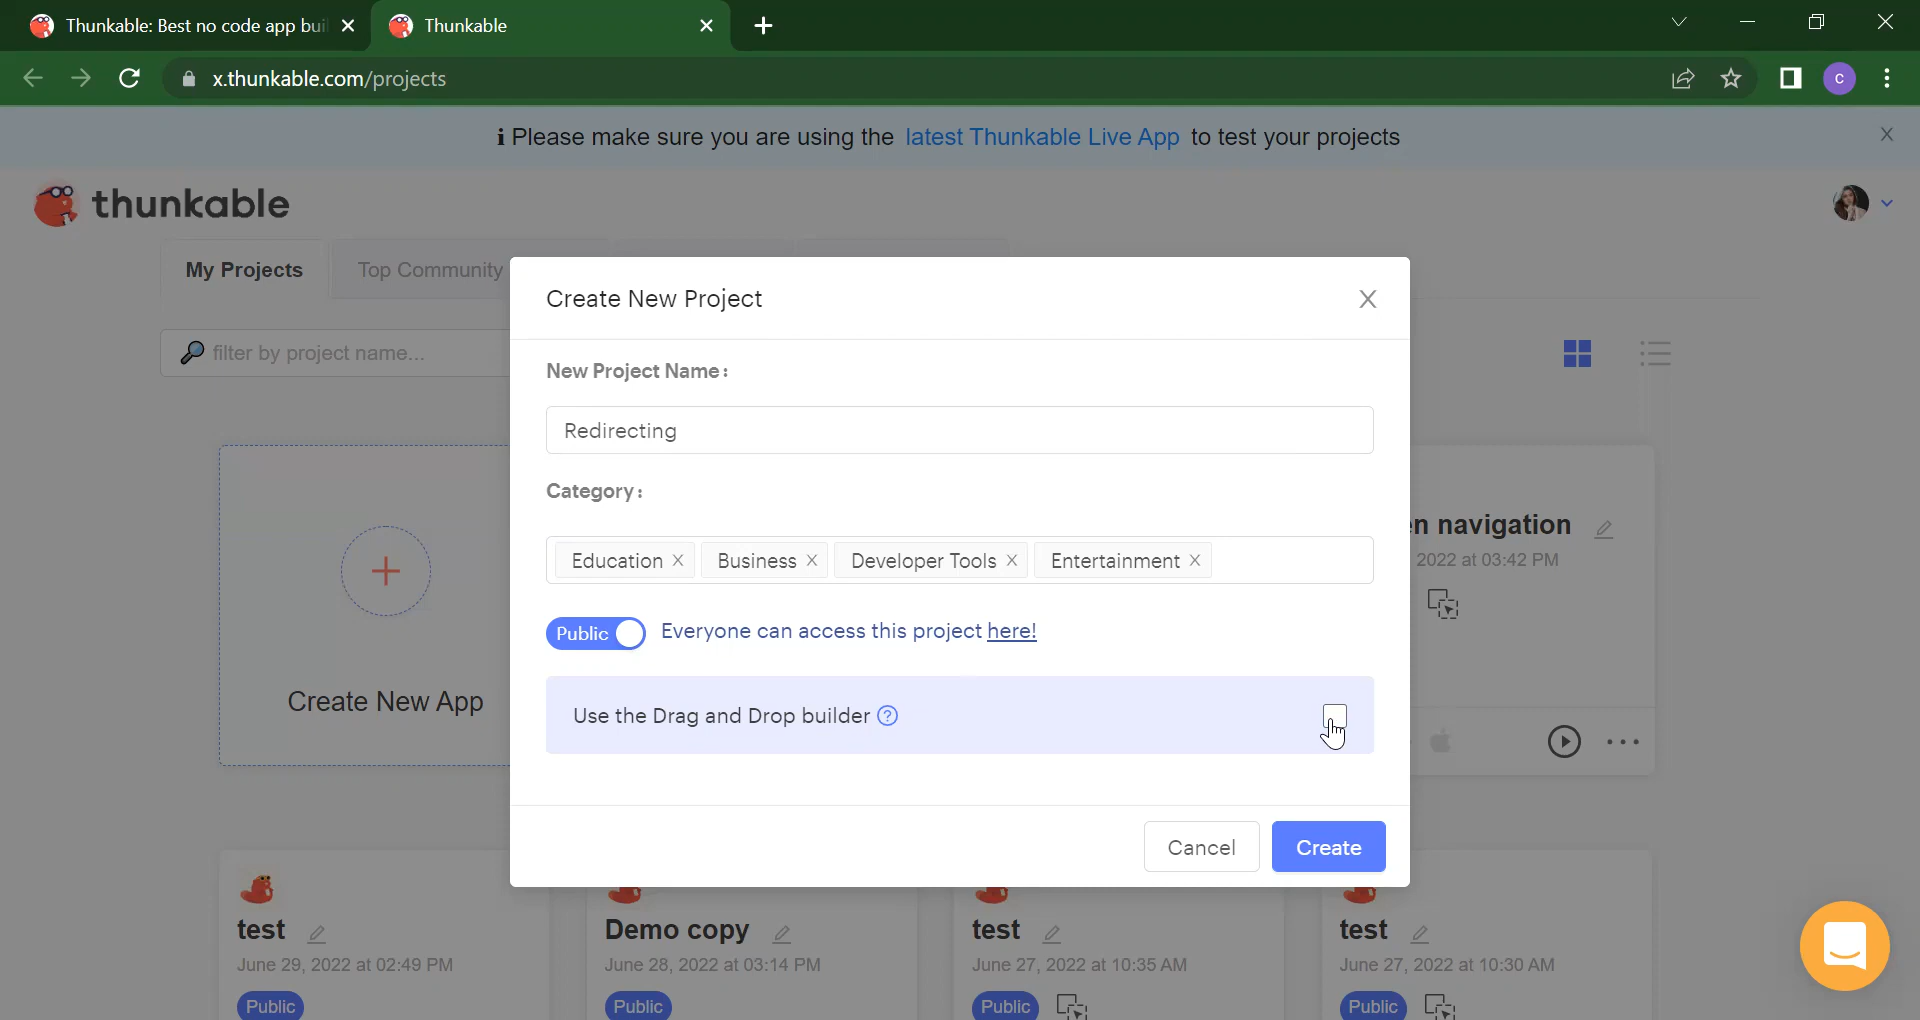 Thunkable: Best no code app bui
Thunkable
x.thunkable.com/projects
C
Please make sure you are using the latest Thunkable Live App to test your projects
thunkable
My Projects
Top Community
filter by project name...
Create New Project
New Project Name:
Redirecting
Category:
Education Business Developer Tools Entertainment
Public Everyone can access this project here!
Use the Drag and Drop builder ?
Cancel Create
Create New App
n navigation
2022 at 03:42 PM
test
June 29, 2022 at 02:49 PM
Public
Demo copy
June 28, 2022 at 03:14 PM
Public
test
June 27, 2022 at 10:35 AM
Public
test
June 27, 2022 at 10:30 AM
Public